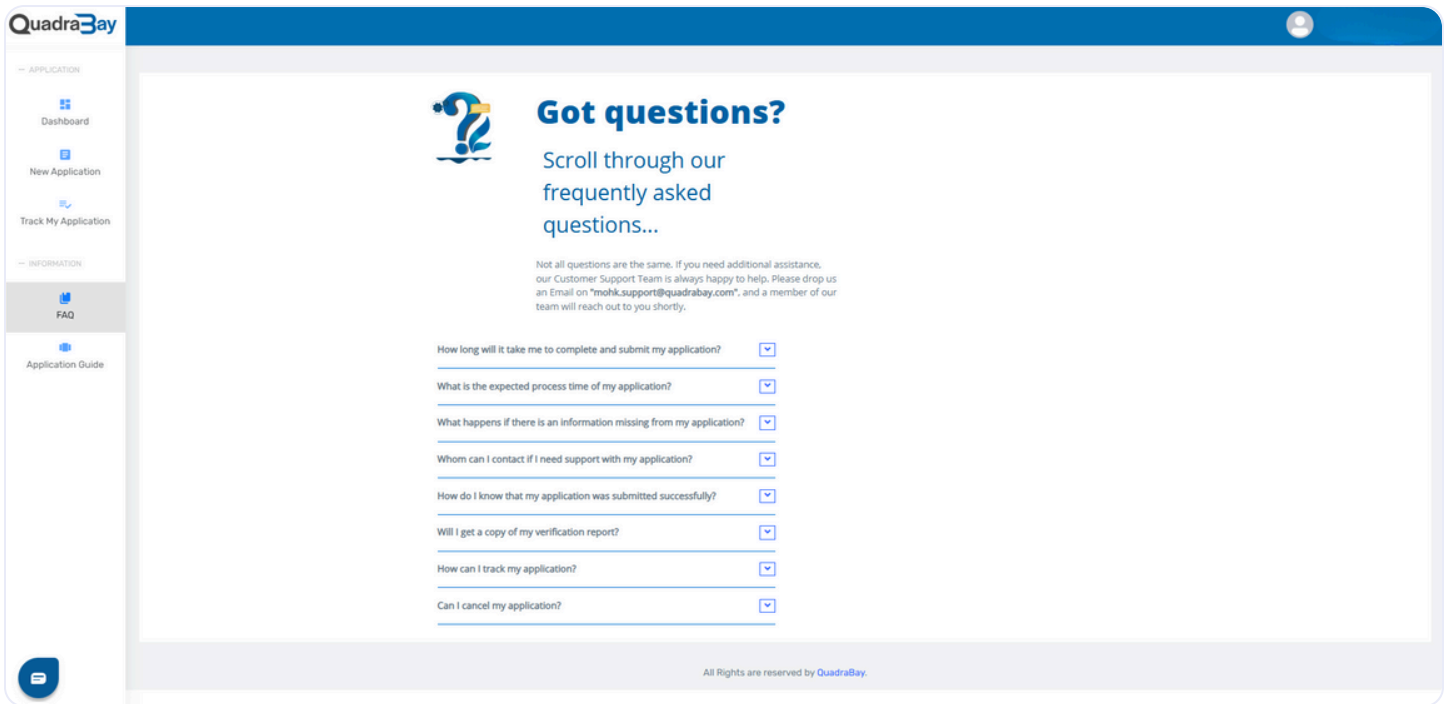 QuadraBay
— APPLICATION
Dashboard
New Application
Track My Application
— INFORMATION
FAQ
Application Guide
Got questions?
Scroll through our
frequently asked
questions...
Not all questions are the same. If you need additional assistance,
our Customer Support Team is always happy to help. Please drop us
an Email on "mohk.support@quadrabay.com", and a member of our
team will reach out to you shortly.
How long will it take me to complete and submit my application?
What is the expected process time of my application?
What happens if there is an information missing from my application?
Whom can I contact if I need support with my application?
How do I know that my application was submitted successfully?
Will I get a copy of my verification report?
How can I track my application?
Can I cancel my application?
All Rights are reserved by QuadraBay.